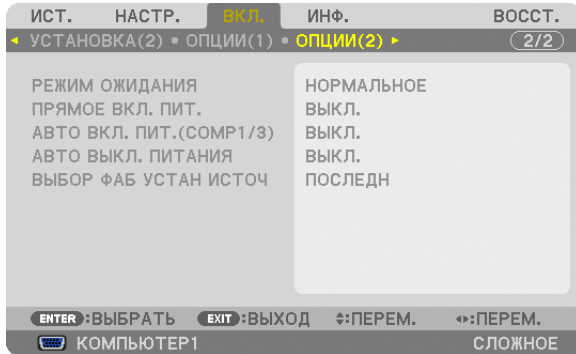 ИСТ. НАСТР. ВКЛ. ИНФ. ВОССТ.
УСТАНОВКА(2) • ОПЦИИ(1) • ОПЦИИ(2) 2/2
РЕЖИМ ОЖИДАНИЯ НОРМАЛЬНОЕ
ПРЯМОЕ ВКЛ. ПИТ. ВЫКЛ.
АВТО ВКЛ. ПИТ.(COMP1/3) ВЫКЛ.
АВТО ВЫКЛ. ПИТАНИЯ ВЫКЛ.
ВЫБОР ФАБ УСТАН ИСТОЧ ПОСЛЕДН
ENTER :ВЫБРАТЬ EXIT :ВЫХОД :ПЕРЕМ. :ПЕРЕМ.
КОМПЬЮТЕР1 СЛОЖНОЕ